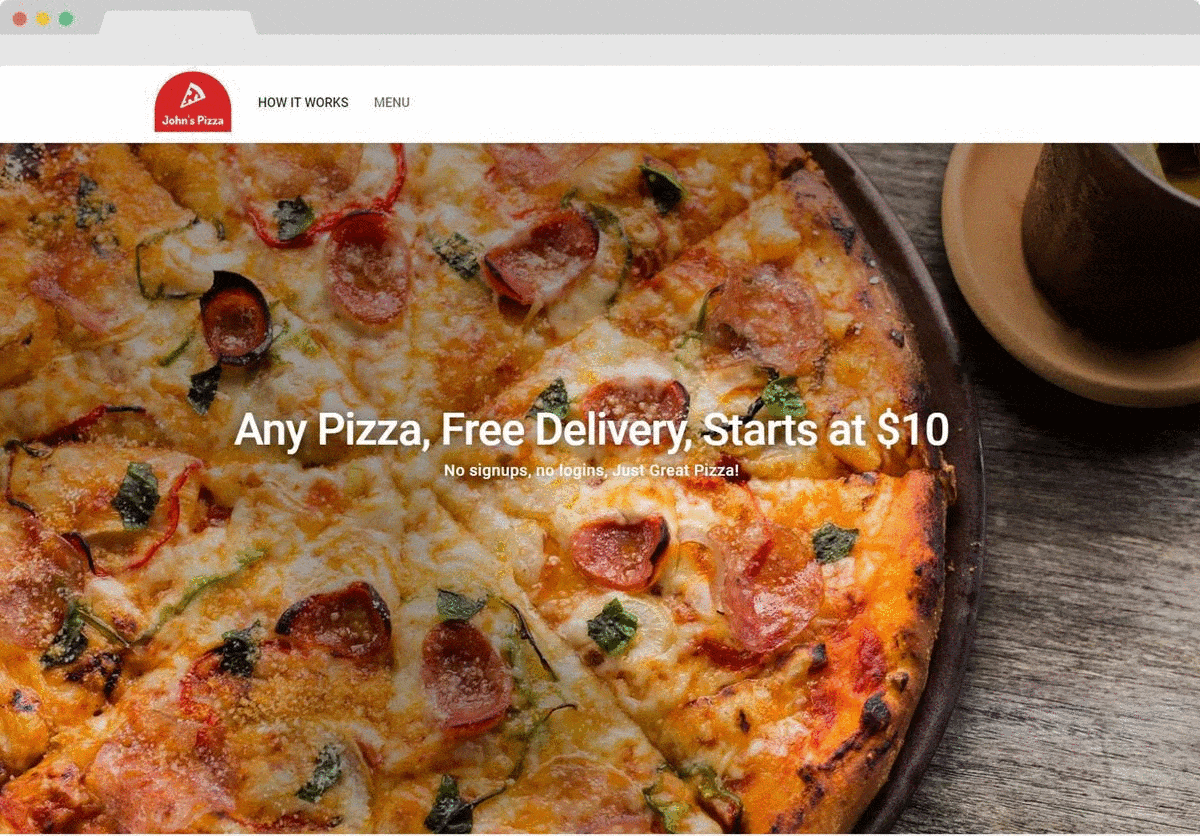 John's Pizza
HOW IT WORKS
MENU
Any Pizza, Free Delivery, Starts at $10
No signups, no logins, Just Great Pizza!